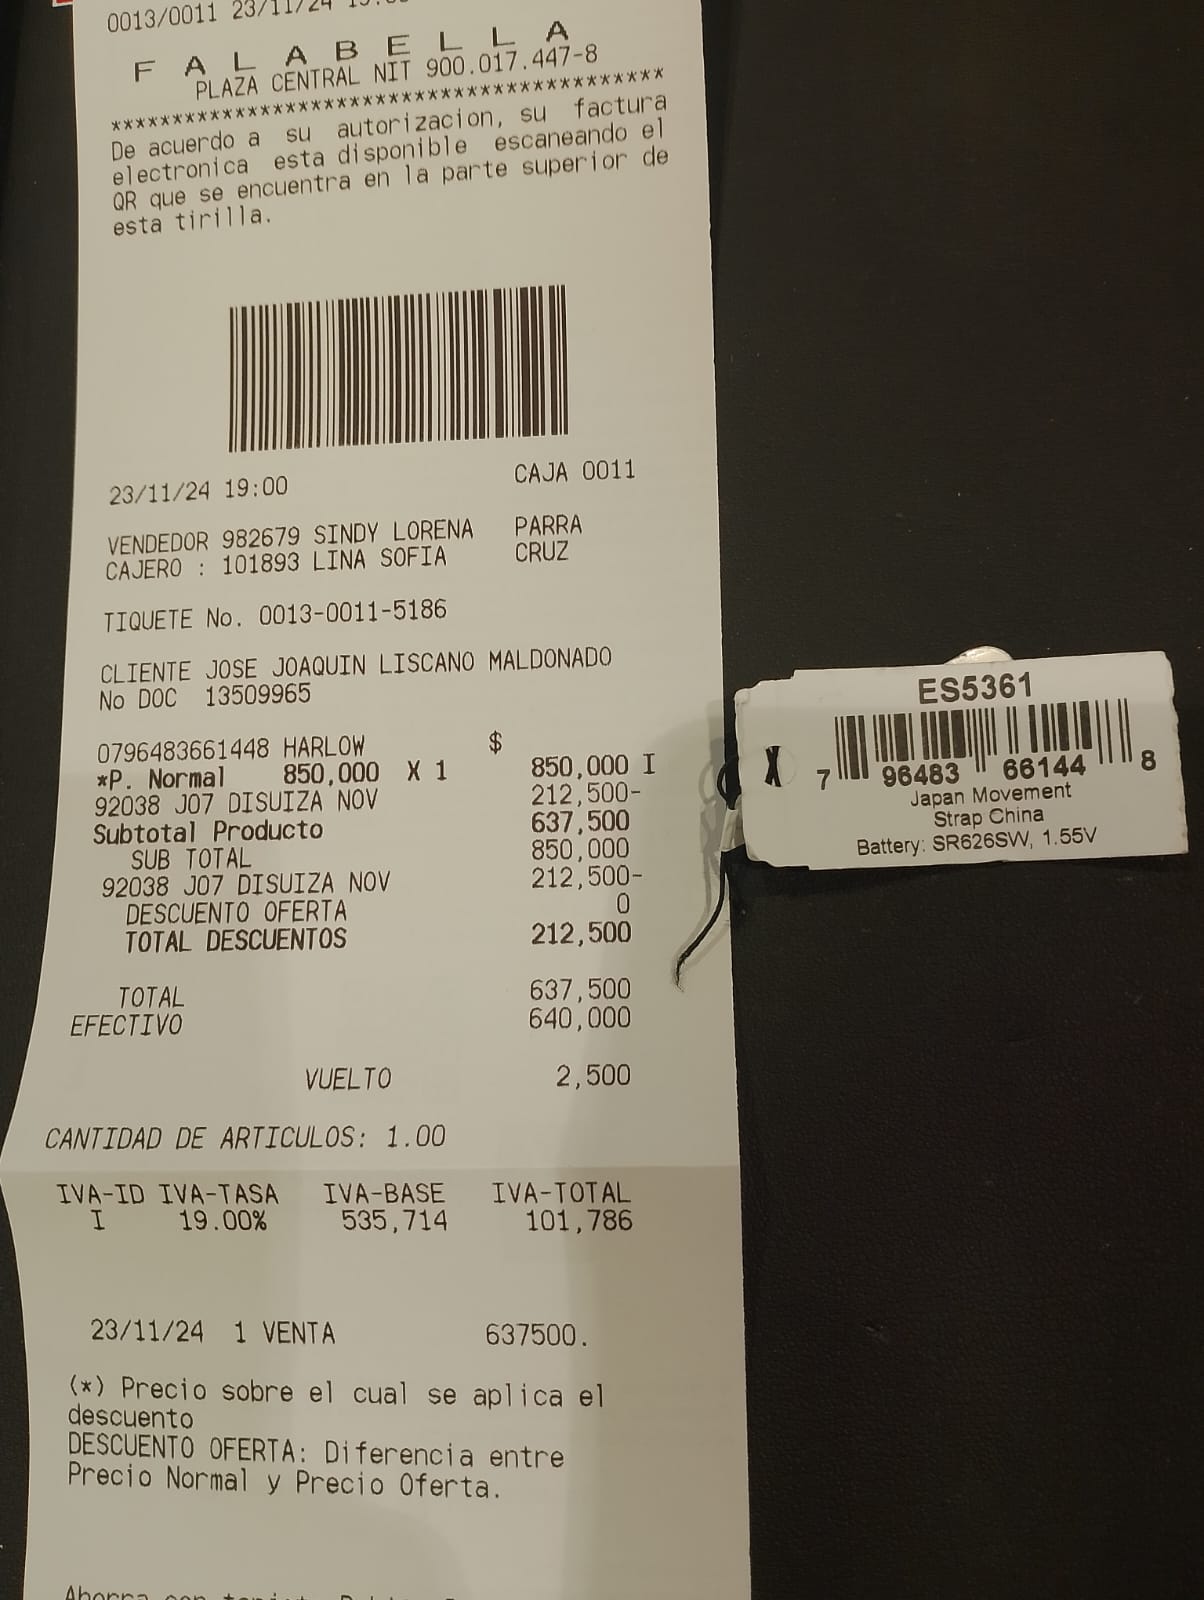 0013/0011 23/11/24
F A L A B E L L A
PLAZA CENTRAL NIT 900.017.447-8
*********************************************
De acuerdo a su autorizacion, su factura
electronica esta disponible escaneando el
QR que se encuentra en la parte superior de
esta tirilla.
23/11/24 19:00 CAJA 0011
VENDEDOR 982679 SINDY LORENA PARRA
CAJERO : 101893 LINA SOFIA CRUZ
TIQUETE No. 0013-0011-5186
CLIENTE JOSE JOAQUIN LISCANO MALDONADO
No DOC 13509965
0796483661448 HARLOW $
*P. Normal 850,000 X 1 850,000 I
92038 J07 DISUIZA NOV 212,500-
Subtotal Producto 637,500
SUB TOTAL 850,000
92038 J07 DISUIZA NOV 212,500-
DESCUENTO OFERTA 0
TOTAL DESCUENTOS 212,500
TOTAL 637,500
EFECTIVO 640,000
VUELTO 2,500
CANTIDAD DE ARTICULOS: 1.00
IVA-ID IVA-TASA IVA-BASE IVA-TOTAL
I 19.00% 535,714 101,786
23/11/24 1 VENTA 637500.
(*) Precio sobre el cual se aplica el
descuento
DESCUENTO OFERTA: Diferencia entre
Precio Normal y Precio Oferta.
ES5361
7 96483 66144 8
Japan Movement
Strap China
Battery: SR626SW, 1.55V